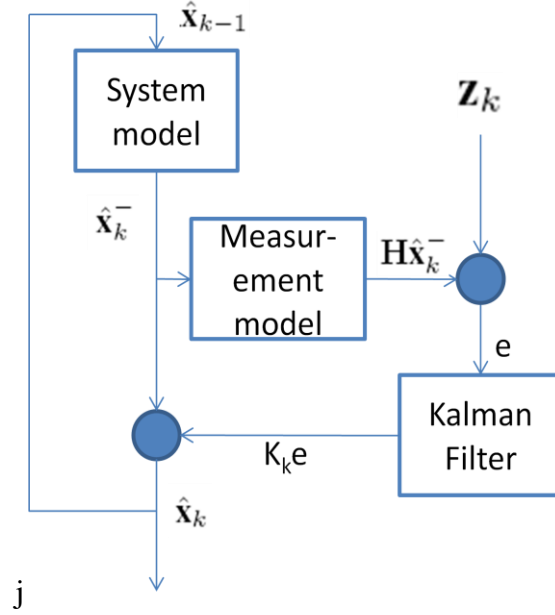 x̂ₖ₋₁
System
model
zₖ
x̂ₖ⁻
Measur-
ement
model
Hx̂ₖ⁻
e
Kalman
Filter
Kₖe
x̂ₖ
j